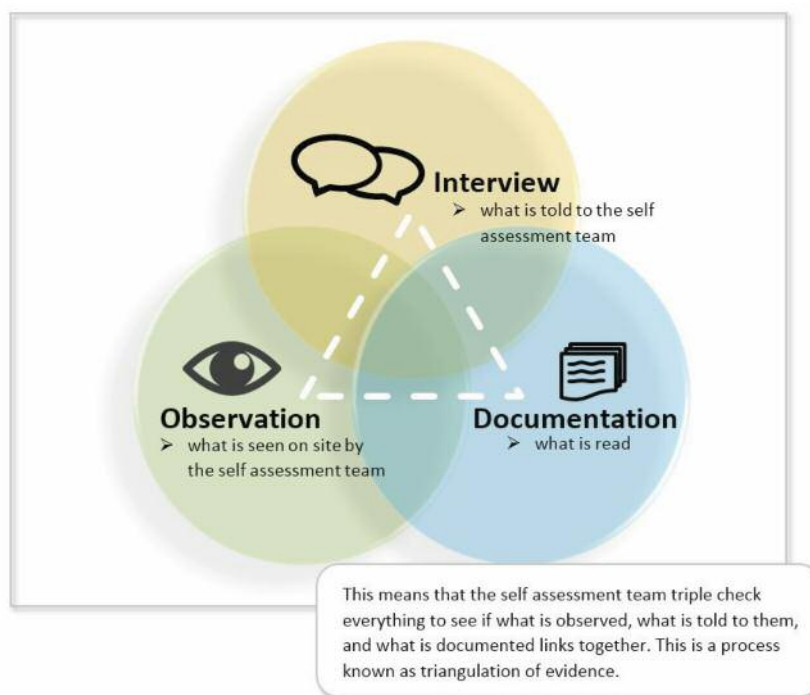 Interview
➢ what is told to the self
assessment team
Observation
➢ what is seen on site by
the self assessment team
Documentation
➢ what is read
This means that the self assessment team triple check
everything to see if what is observed, what is told to them,
and what is documented links together. This is a process
known as triangulation of evidence.